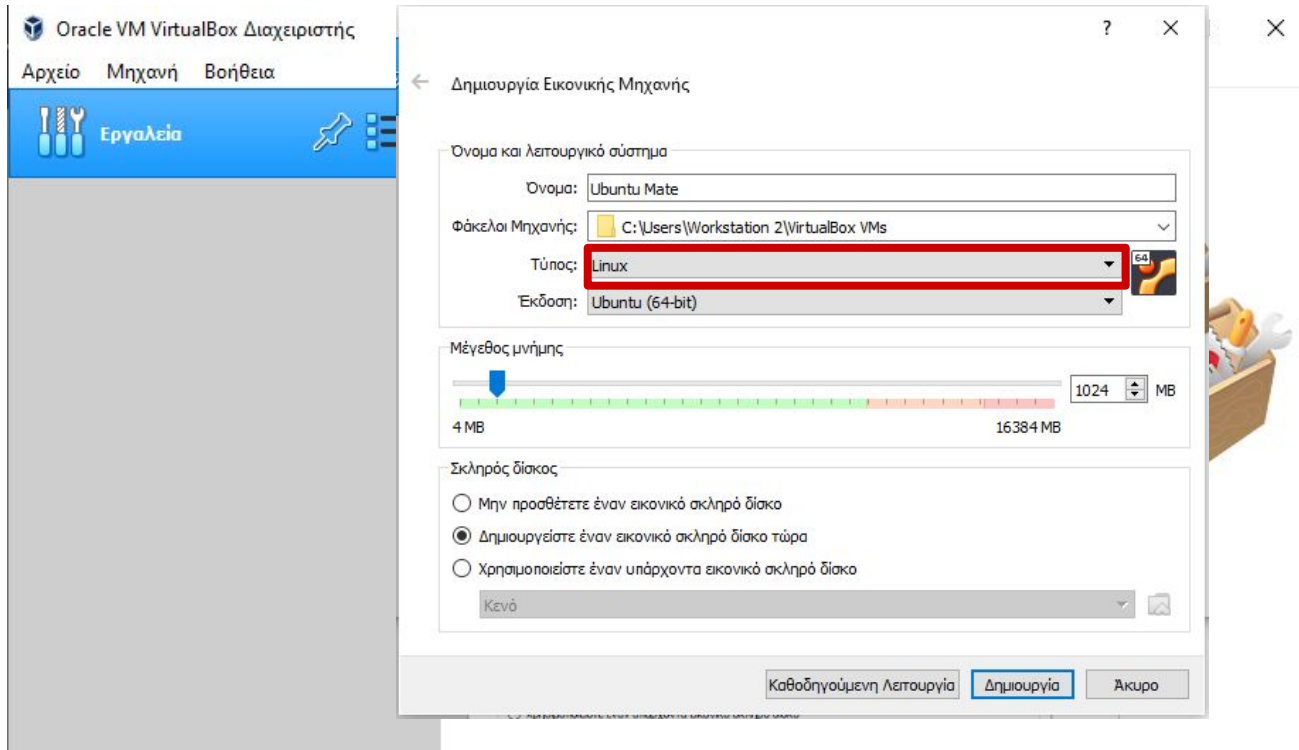 Oracle VM VirtualBox Διαχειριστής
Αρχείο Μηχανή Βοήθεια
Εργαλεία
?
Δημιουργία Εικονικής Μηχανής
Όνομα και λειτουργικό σύστημα
Όνομα: Ubuntu Mate
Φάκελοι Μηχανής: C:\Users\Workstation 2\VirtualBox VMs
Τύπος: Linux
64
Έκδοση: Ubuntu (64-bit)
Μέγεθος μνήμης
1024 MB
4 MB 16384 MB
Σκληρός δίσκος
Μην προσθέτετε έναν εικονικό σκληρό δίσκο
Δημιουργείστε έναν εικονικό σκληρό δίσκο τώρα
Χρησιμοποιείστε έναν υπάρχοντα εικονικό σκληρό δίσκο
Κενό
Καθοδηγούμενη Λειτουργία Δημιουργία Άκυρο